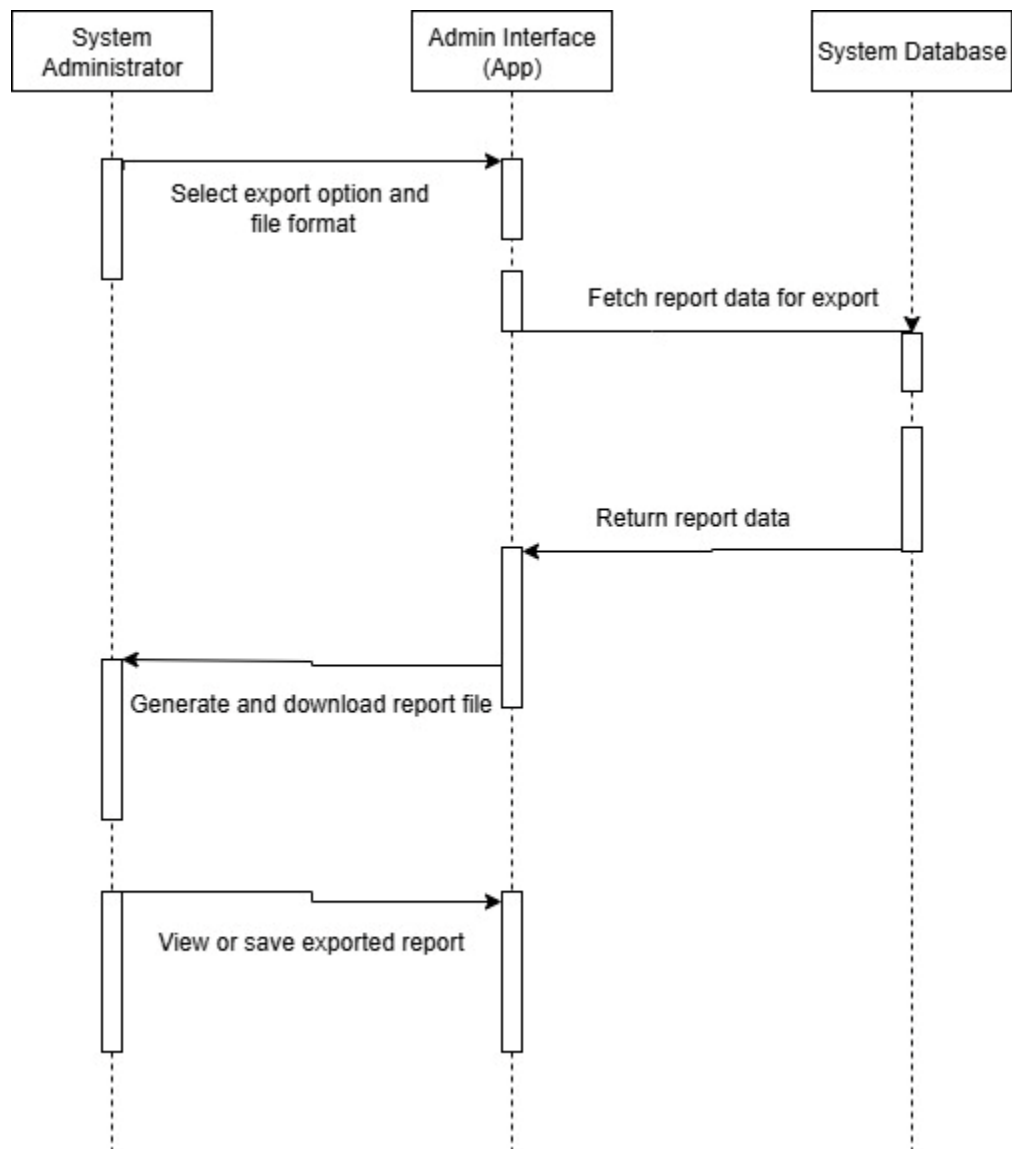 System
Administrator
Admin Interface
(App)
System Database
Select export option and
file format
Fetch report data for export
Return report data
Generate and download report file
View or save exported report